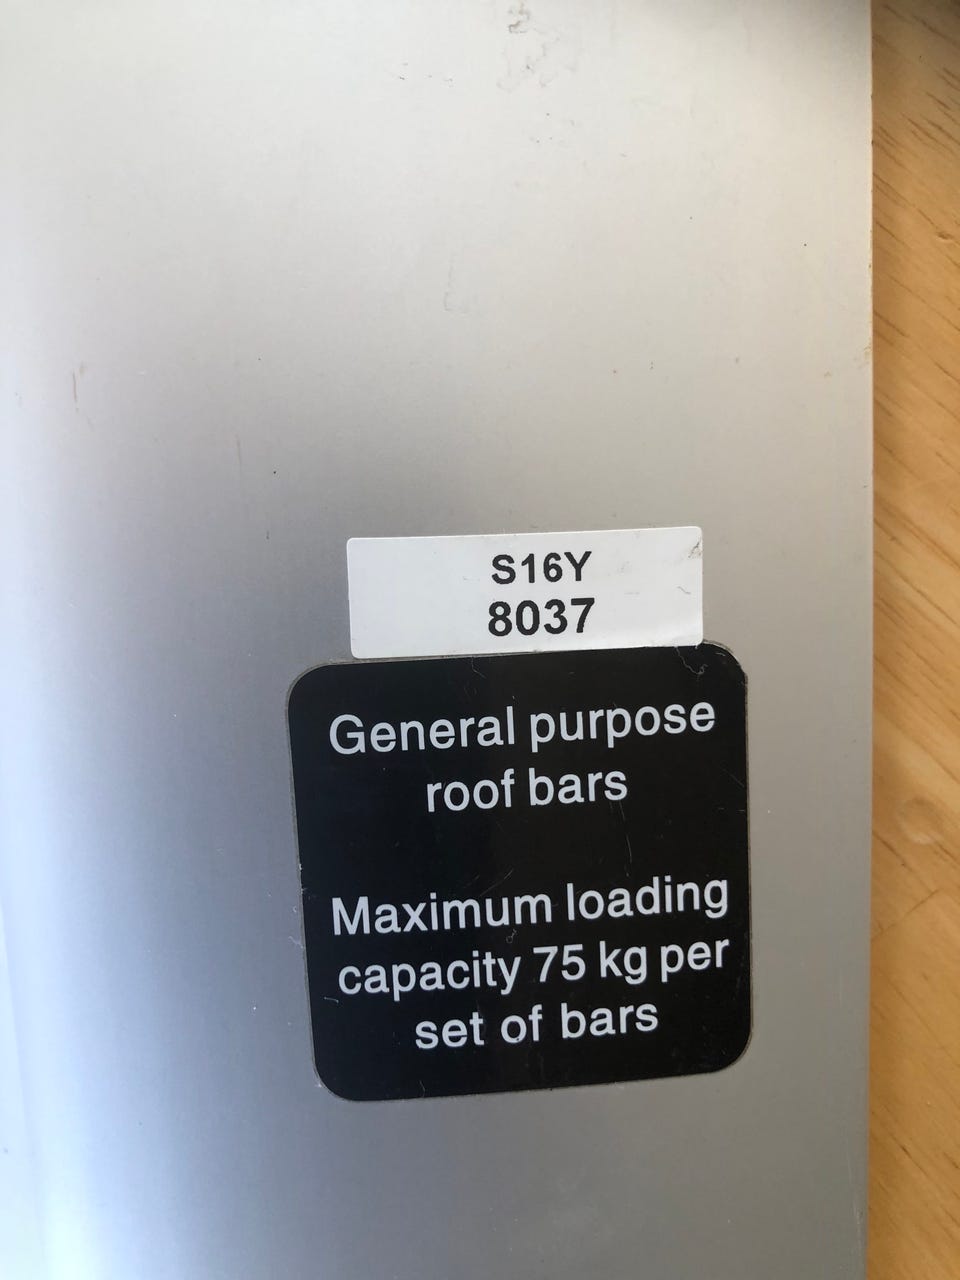 S16Y
8037
General purpose
roof bars
Maximum loading
capacity 75 kg per
set of bars